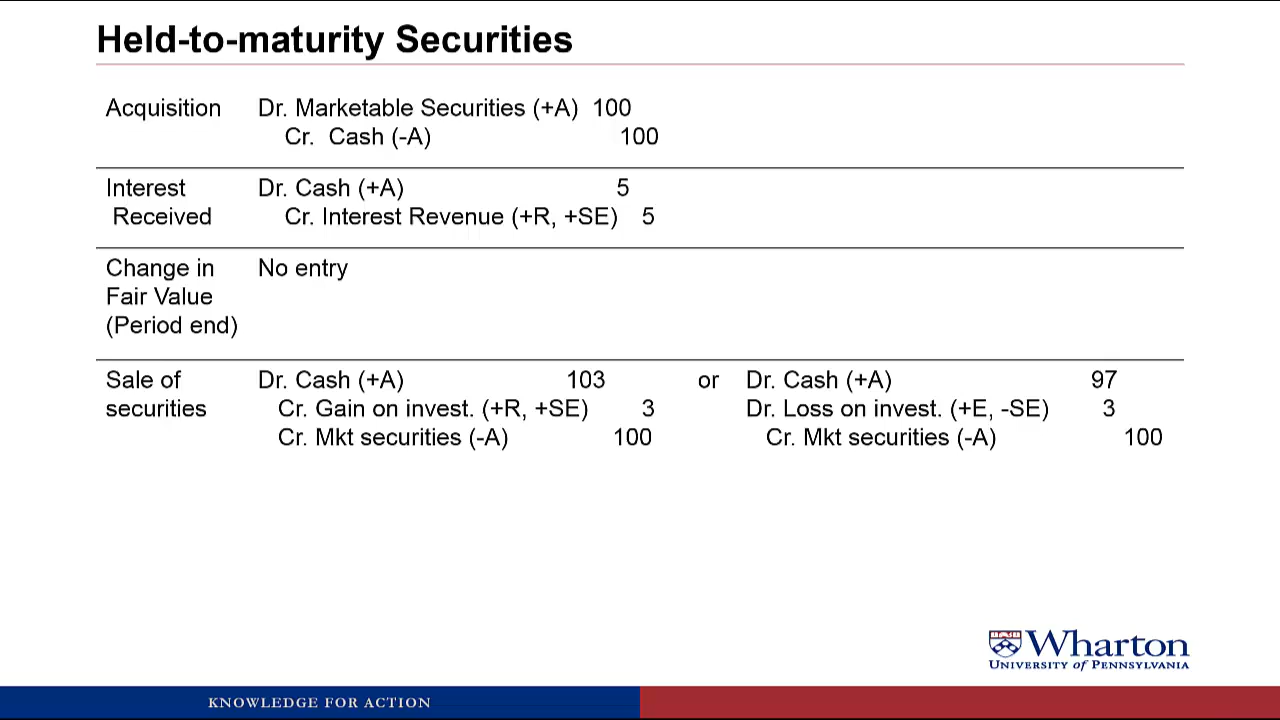 Held-to-maturity Securities
Acquisition Dr. Marketable Securities (+A) 100
Cr. Cash (-A) 100
Interest Dr. Cash (+A) 5
Received Cr. Interest Revenue (+R, +SE) 5
Change in No entry
Fair Value
(Period end)
Sale of Dr. Cash (+A) 103 or Dr. Cash (+A) 97
securities Cr. Gain on invest. (+R, +SE) 3 Dr. Loss on invest. (+E, -SE) 3
Cr. Mkt securities (-A) 100 Cr. Mkt securities (-A) 100
Wharton
UNIVERSITY of PENNSYLVANIA
KNOWLEDGE FOR ACTION